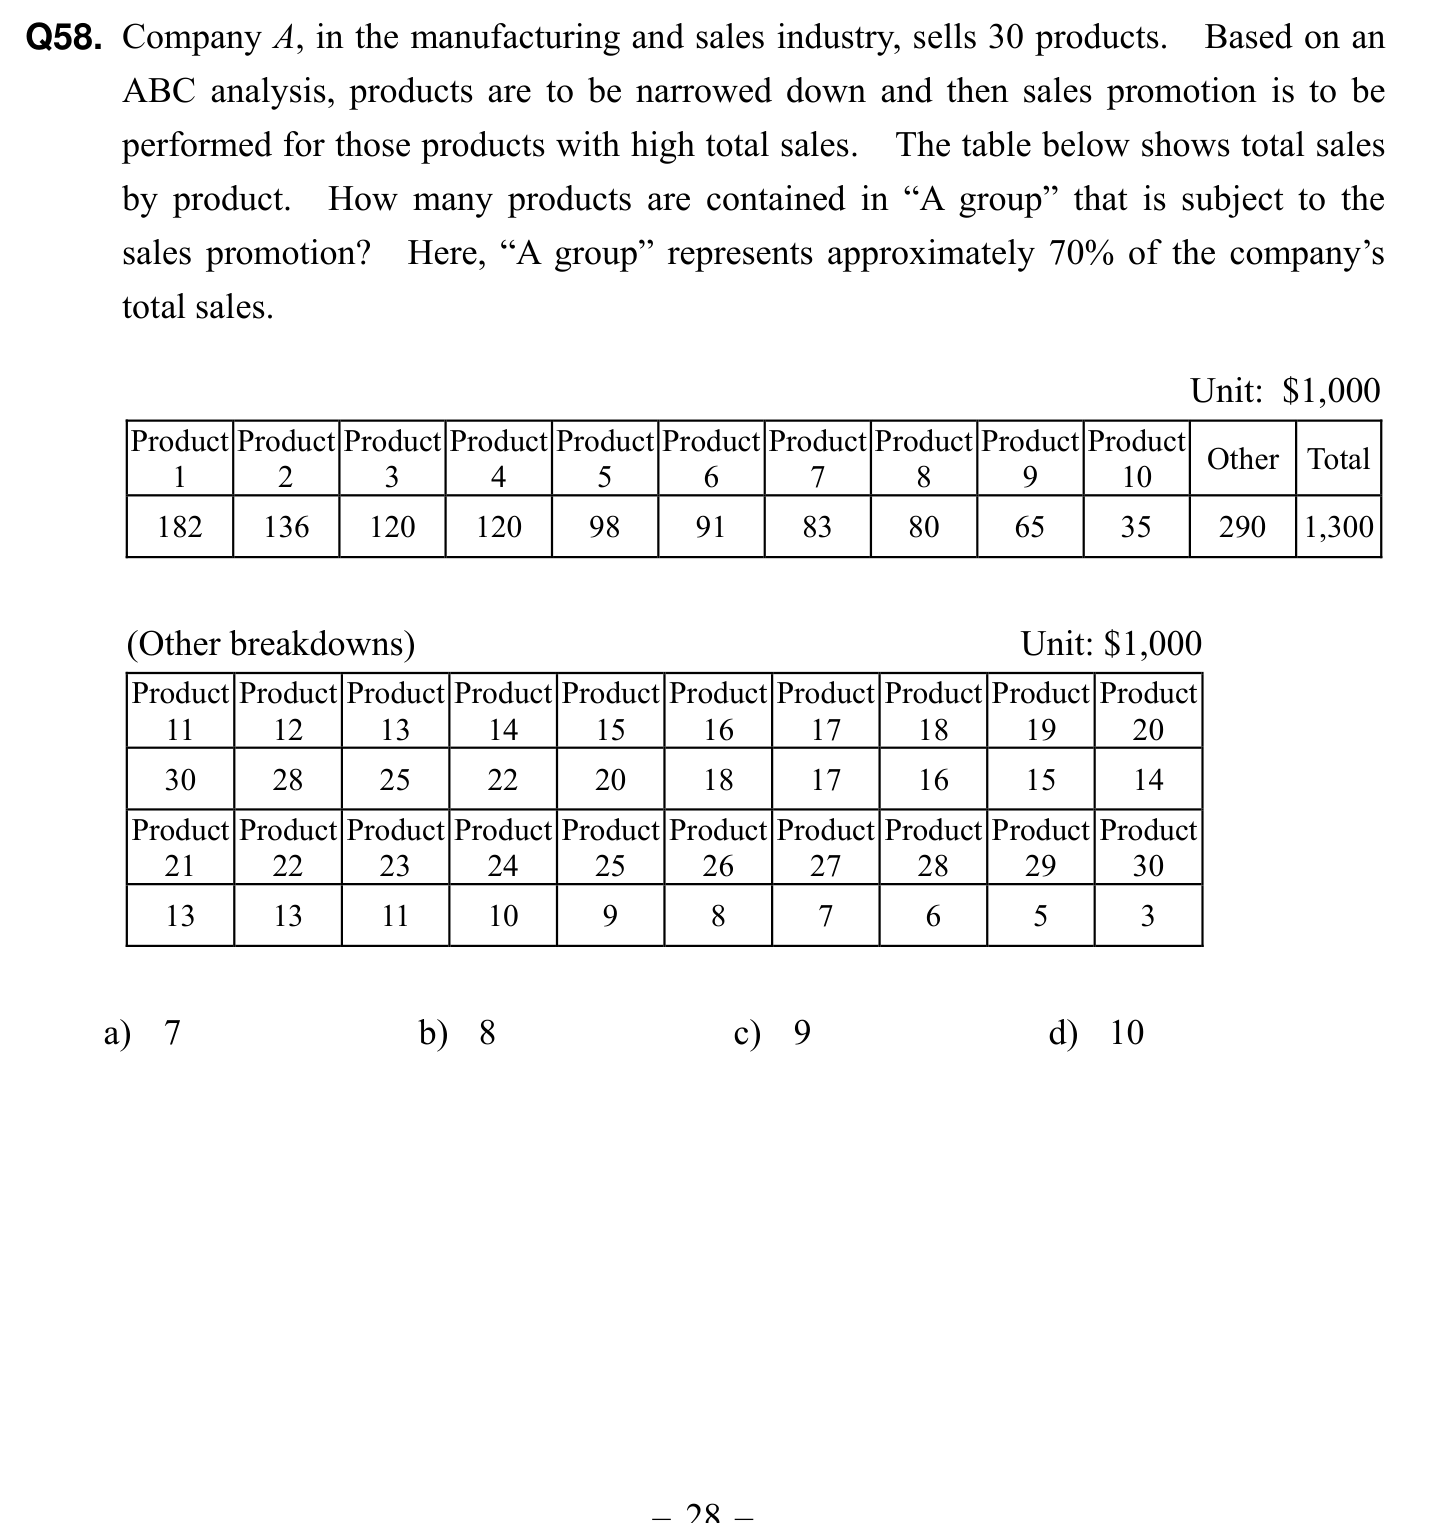 Q58. Company A, in the manufacturing and sales industry, sells 30 products. Based on an
ABC analysis, products are to be narrowed down and then sales promotion is to be
performed for those products with high total sales. The table below shows total sales
by product. How many products are contained in “A group” that is subject to the
sales promotion? Here, “A group” represents approximately 70% of the company’s
total sales.
Unit: $1,000
Product Product Product Product Product Product Product Product Product Product Other Total
1 2 3 4 5 6 7 8 9 10
182 136 120 120 98 91 83 80 65 35 290 1,300
(Other breakdowns) Unit: $1,000
Product Product Product Product Product Product Product Product Product Product
11 12 13 14 15 16 17 18 19 20
30 28 25 22 20 18 17 16 15 14
Product Product Product Product Product Product Product Product Product Product
21 22 23 24 25 26 27 28 29 30
13 13 11 10 9 8 7 6 5 3
a) 7 b) 8 c) 9 d) 10
– 28 –